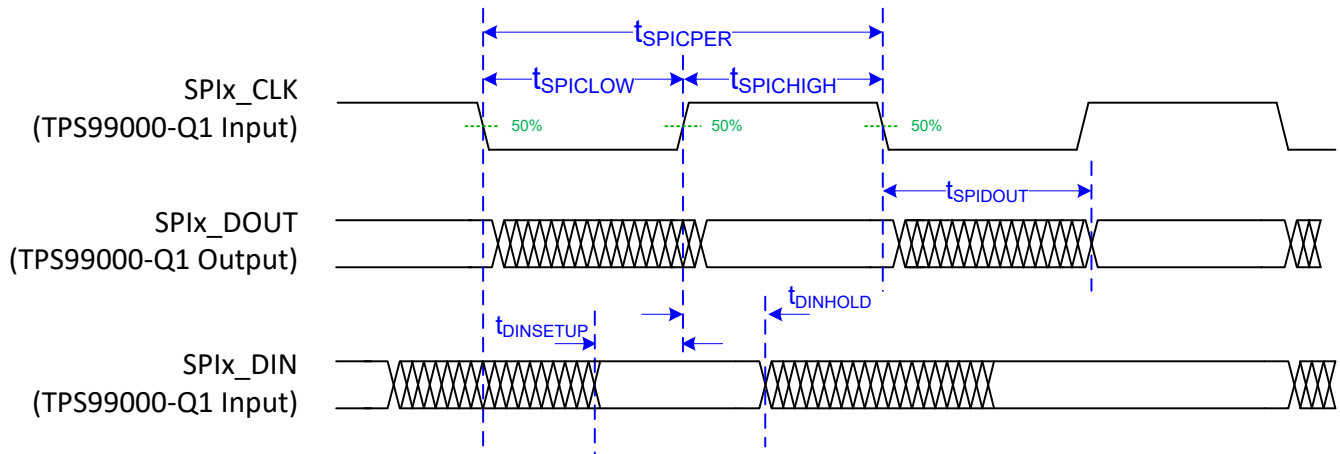 tSPICPER
tSPICLOW
tSPICHIGH
SPIx_CLK
(TPS99000-Q1 Input)
50%
50%
50%
tSPIDOUT
SPIx_DOUT
(TPS99000-Q1 Output)
tDINHOLD
tDINSETUP
SPIx_DIN
(TPS99000-Q1 Input)